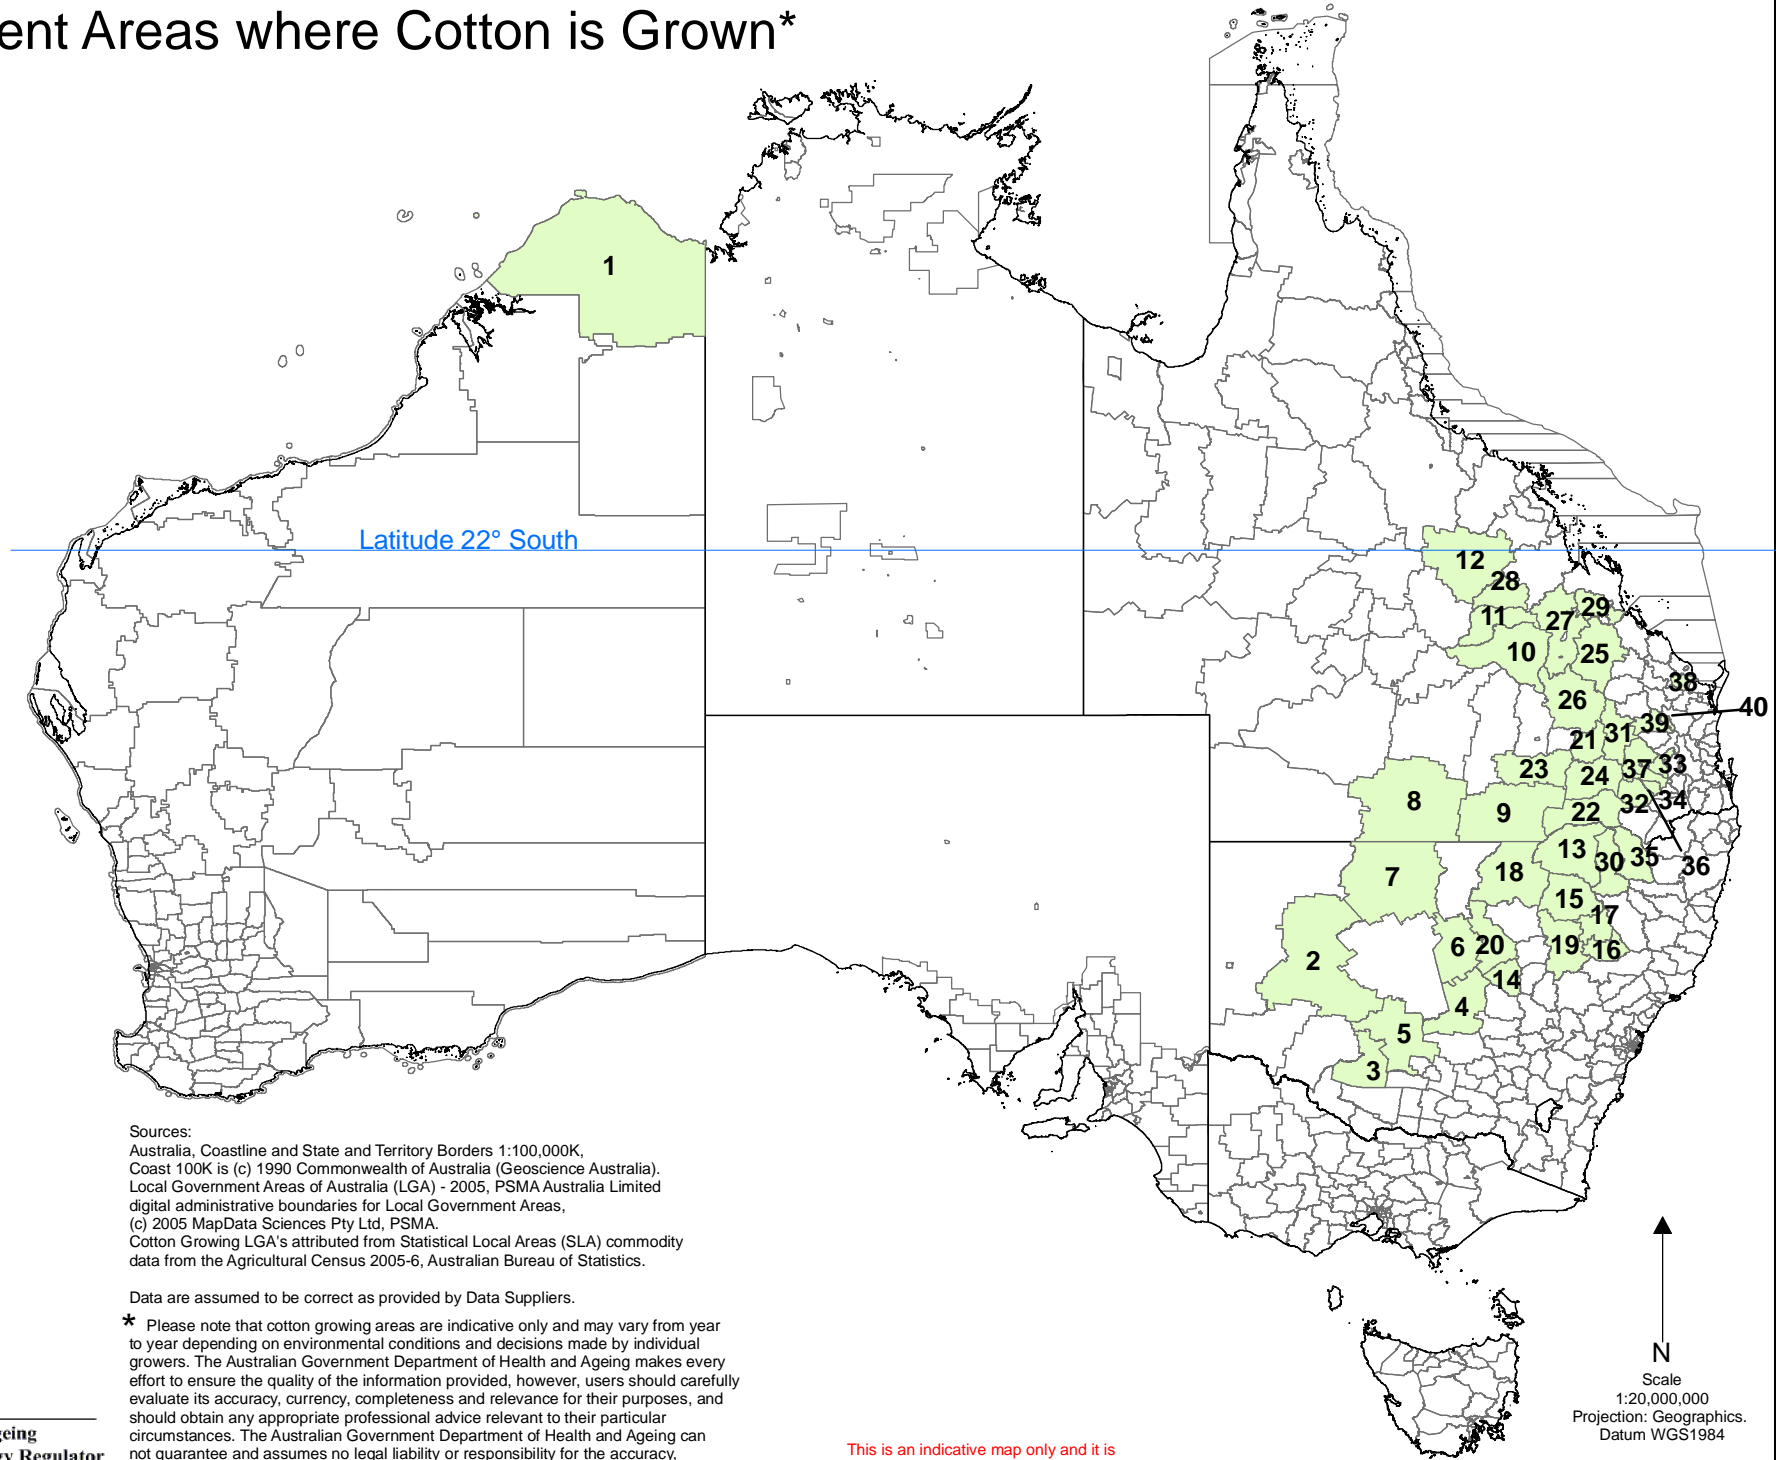 ent Areas where Cotton is Grown*
1
Latitude 22° South
12
28
11
27
29
10
25
38
26
40
39
31
21
23
24
37
33
8
9
22
32
34
13
30
35
36
7
18
15
17
2
6
20
19
16
14
4
5
3
Sources:
Australia, Coastline and State and Territory Borders 1:100,000K,
Coast 100K is (c) 1990 Commonwealth of Australia (Geoscience Australia).
Local Government Areas of Australia (LGA) - 2005, PSMA Australia Limited
digital administrative boundaries for Local Government Areas,
(c) 2005 MapData Sciences Pty Ltd, PSMA.
Cotton Growing LGA's attributed from Statistical Local Areas (SLA) commodity
data from the Agricultural Census 2005-6, Australian Bureau of Statistics.
Data are assumed to be correct as provided by Data Suppliers.
* Please note that cotton growing areas are indicative only and may vary from year
to year depending on environmental conditions and decisions made by individual
growers. The Australian Government Department of Health and Ageing makes every
effort to ensure the quality of the information provided, however, users should carefully
evaluate its accuracy, currency, completeness and relevance for their purposes, and
should obtain any appropriate professional advice relevant to their particular
circumstances. The Australian Government Department of Health and Ageing can
not guarantee and assumes no legal liability or responsibility for the accuracy,
geing
gy Regulator
This is an indicative map only and it is
N
Scale
1:20,000,000
Projection: Geographics.
Datum WGS1984